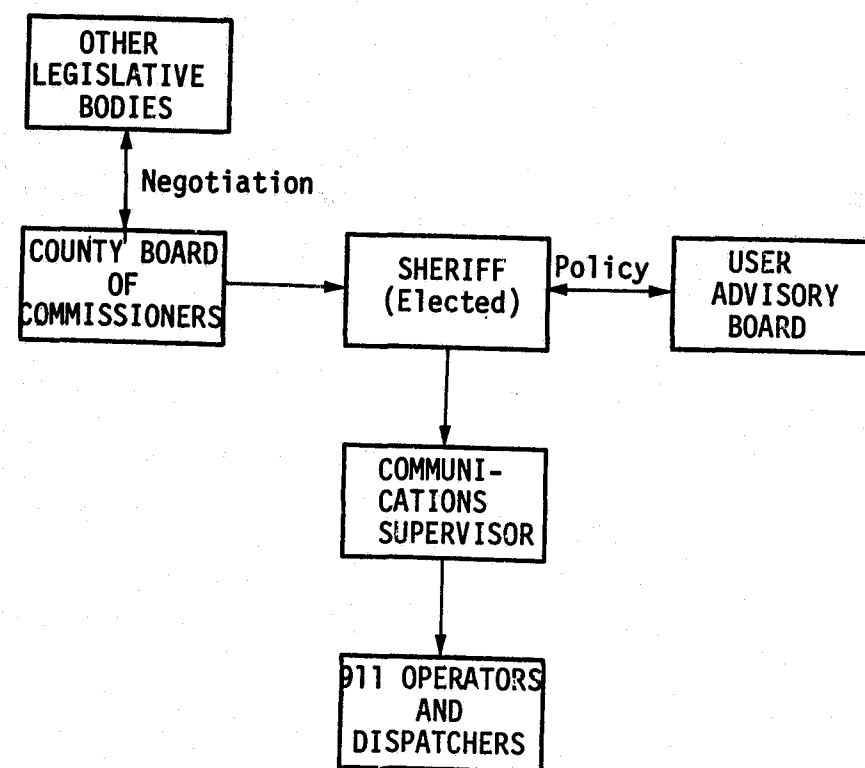 OTHER
LEGISLATIVE
BODIES
Negotiation
COUNTY BOARD
OF
COMMISSIONERS
SHERIFF
(Elected)
Policy
USER
ADVISORY
BOARD
COMMUNI-
CATIONS
SUPERVISOR
911 OPERATORS
AND
DISPATCHERS